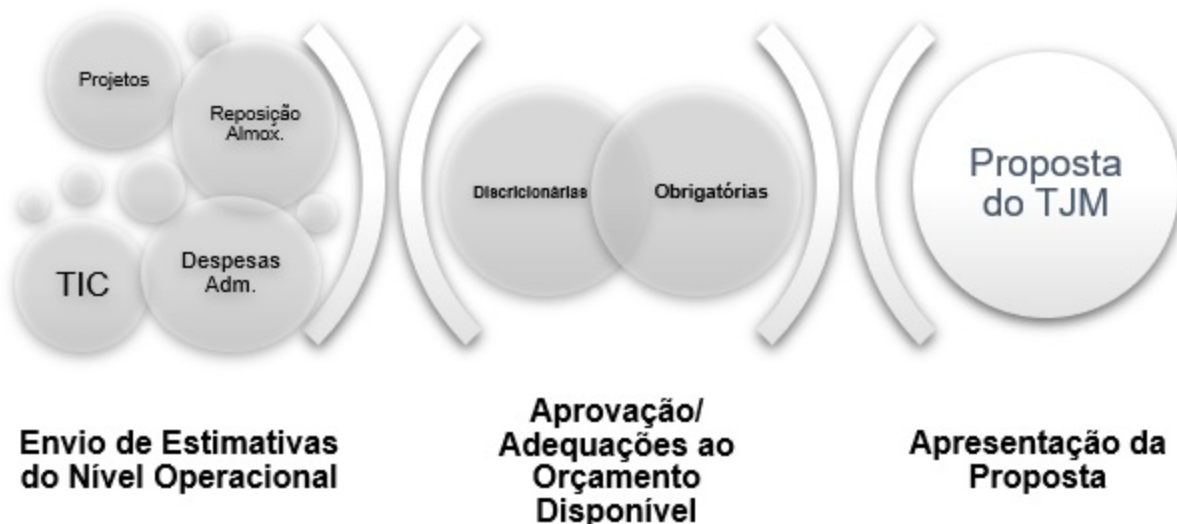 Projetos
Reposição
Almox.
TIC
Despesas
Adm.
Discricionárias
Obrigatórias
Proposta
do TJM
Envio de Estimativas
do Nível Operacional
Aprovação/
Adequações ao
Orçamento
Disponível
Apresentação da
Proposta